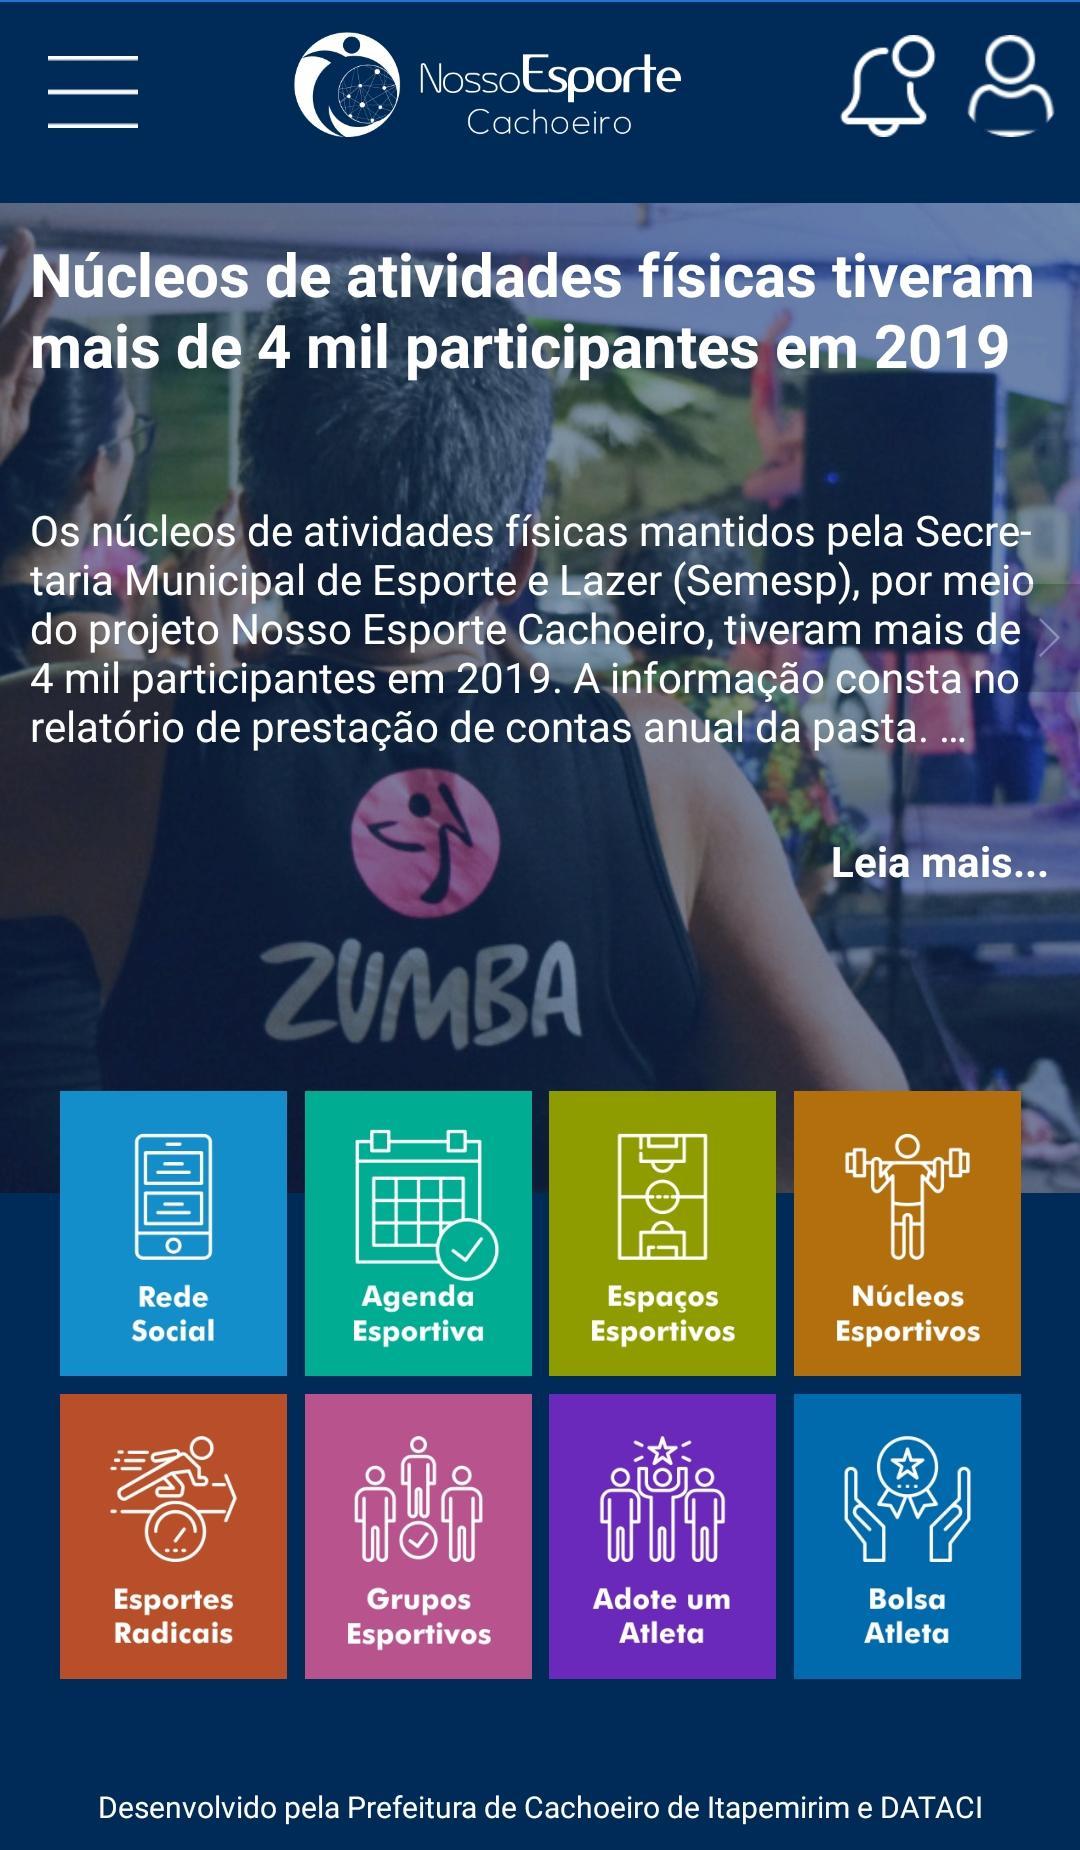 NossoEsporte
Cachoeiro
Núcleos de atividades físicas tiveram
mais de 4 mil participantes em 2019
Os núcleos de atividades físicas mantidos pela Secre-
taria Municipal de Esporte e Lazer (Semesp), por meio
do projeto Nosso Esporte Cachoeiro, tiveram mais de
4 mil participantes em 2019. A informação consta no
relatório de prestação de contas anual da pasta. ...
Leia mais...
ZUMBA
Rede
Social
Agenda
Esportiva
Espaços
Esportivos
Núcleos
Esportivos
Esportes
Radicais
Grupos
Esportivos
Adote um
Atleta
Bolsa
Atleta
Desenvolvido pela Prefeitura de Cachoeiro de Itapemirim e DATACI